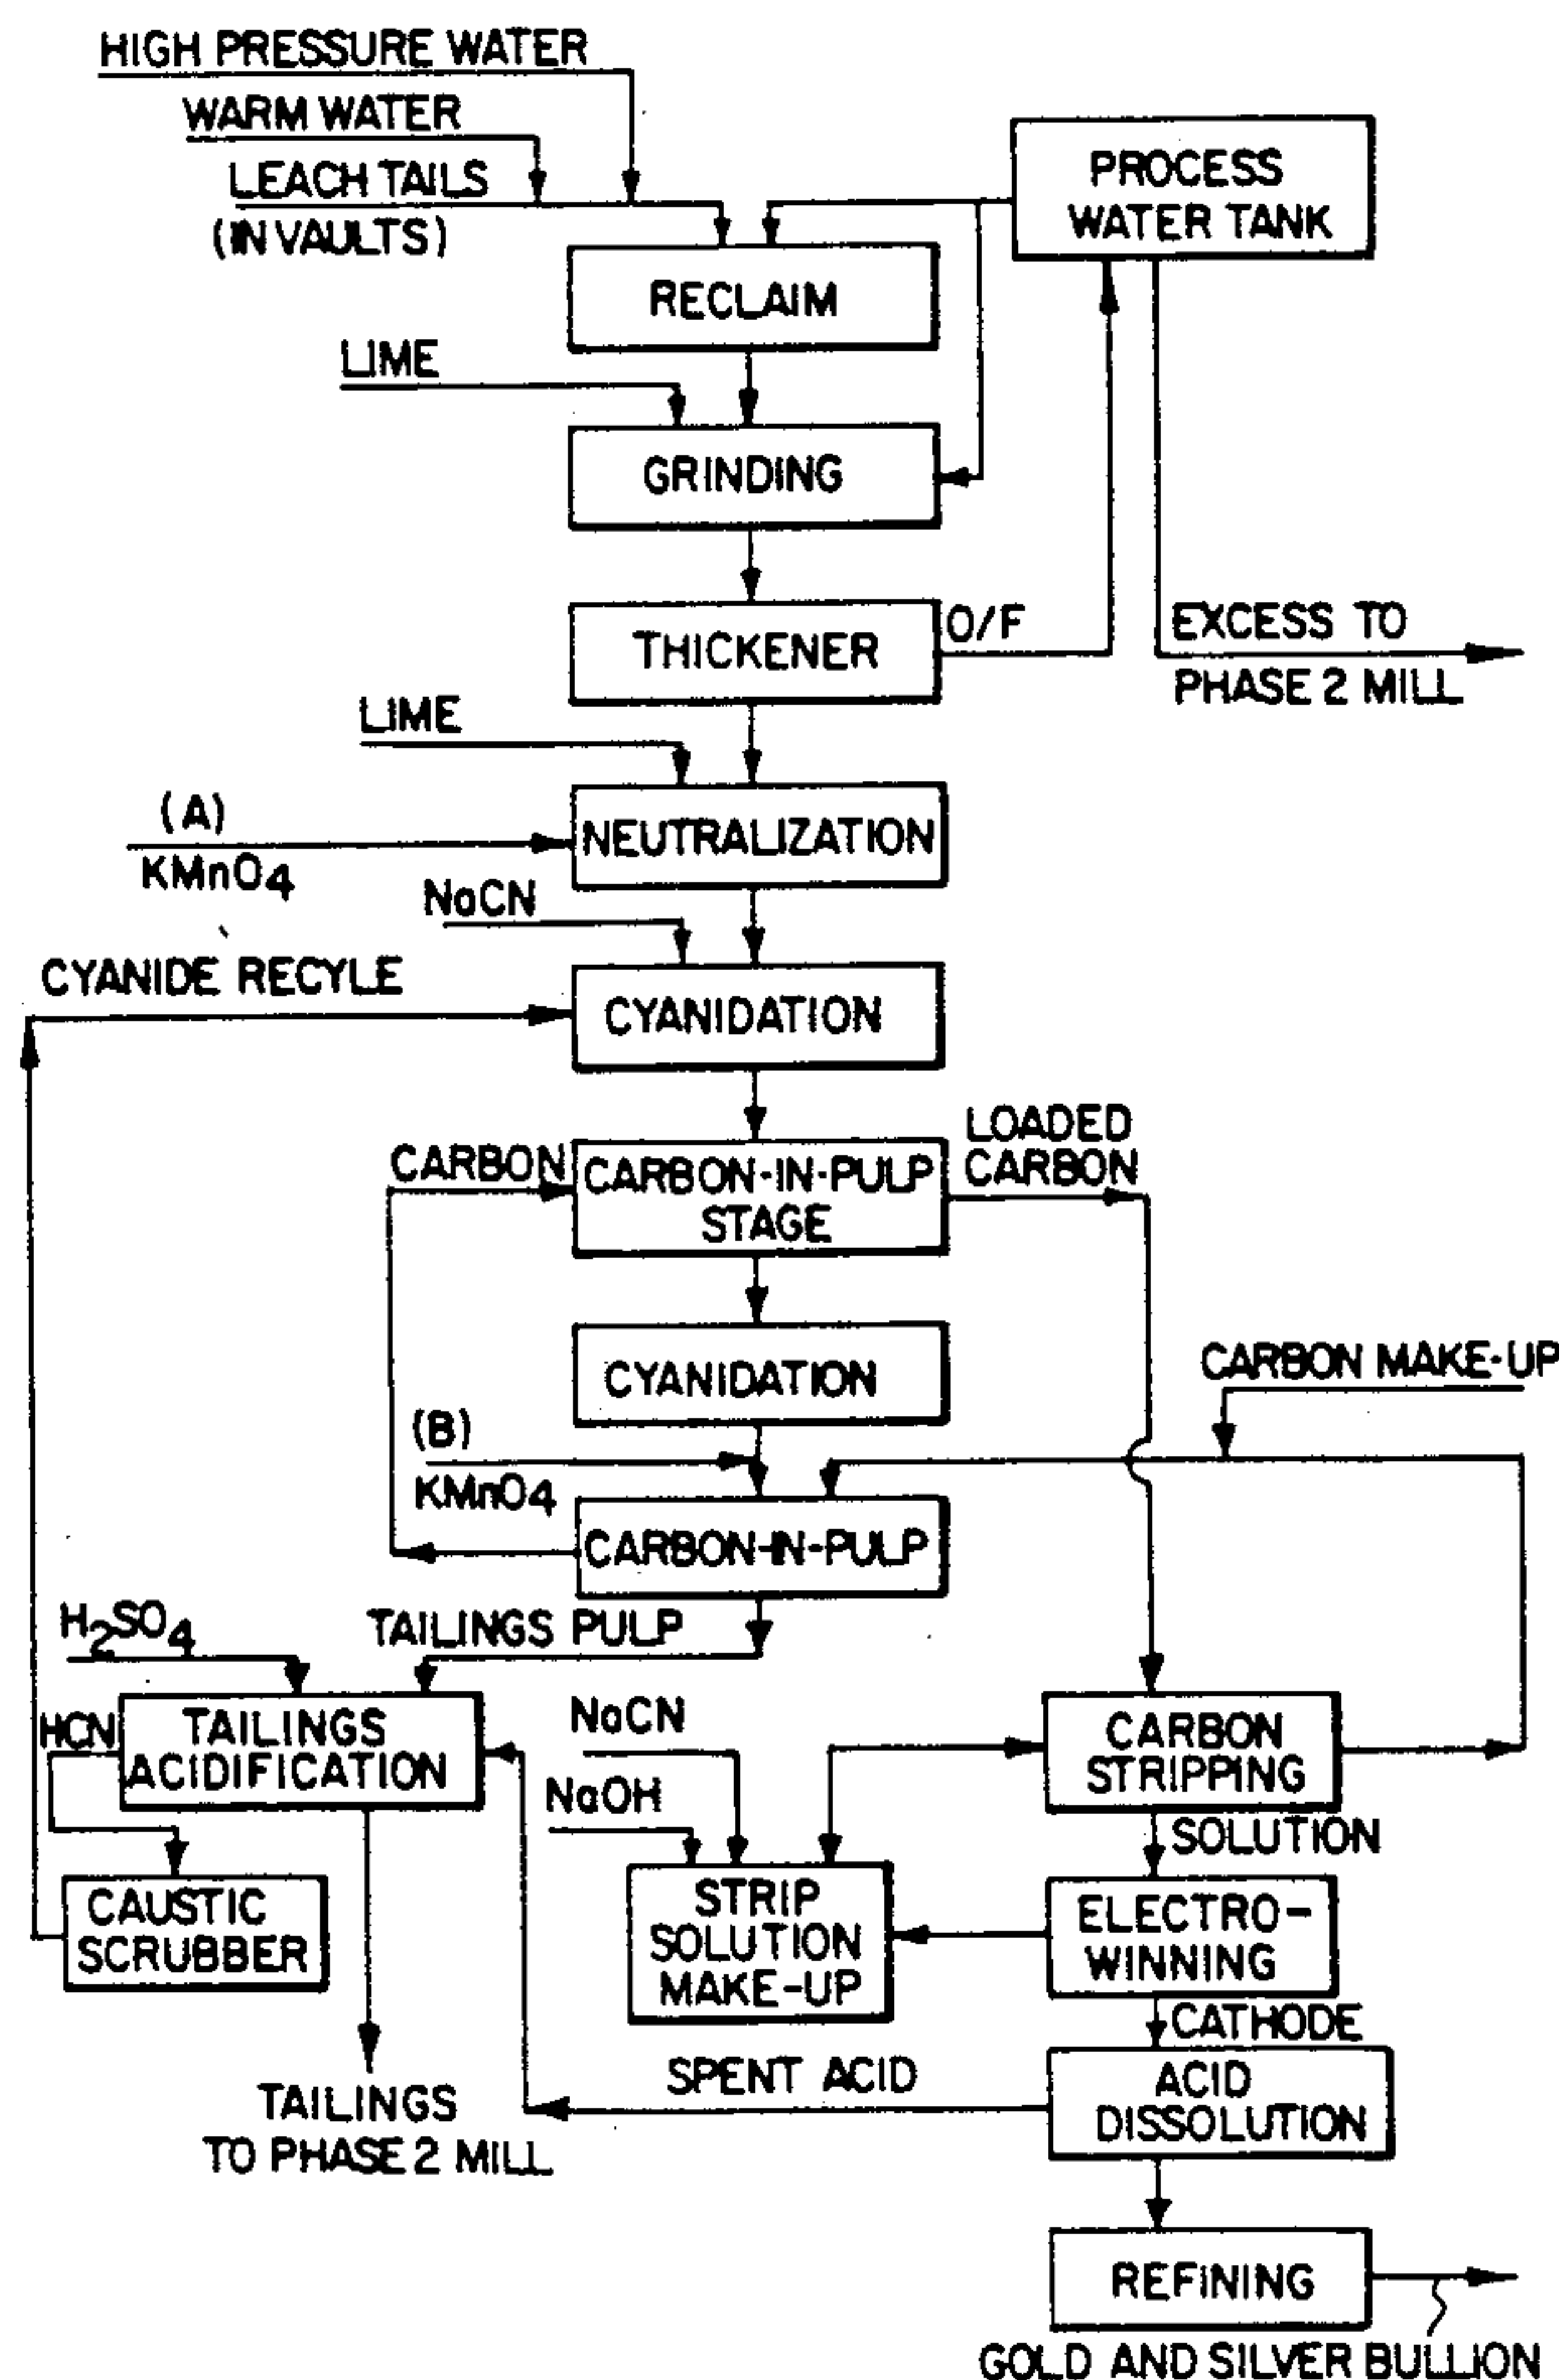 HIGH PRESSURE WATER
WARM WATER
LEACH TAILS
(IN VAULTS)
PROCESS
WATER TANK
RECLAIM
LIME
GRINDING
THICKENER
O/F
EXCESS TO
PHASE 2 MILL
LIME
(A)
KMnO4
NEUTRALIZATION
NaCN
CYANIDE RECYLE
CYANIDATION
CARBON
CARBON-IN-PULP
STAGE
LOADED
CARBON
CYANIDATION
CARBON MAKE-UP
(B)
KMnO4
CARBON-IN-PULP
H2SO4
TAILINGS PULP
HCN
TAILINGS
ACIDIFICATION
NaCN
NaOH
CARBON
STRIPPING
SOLUTION
CAUSTIC
SCRUBBER
STRIP
SOLUTION
MAKE-UP
ELECTRO-
WINNING
CATHODE
SPENT ACID
ACID
DISSOLUTION
TAILINGS
TO PHASE 2 MILL
REFINING
GOLD AND SILVER BULLION